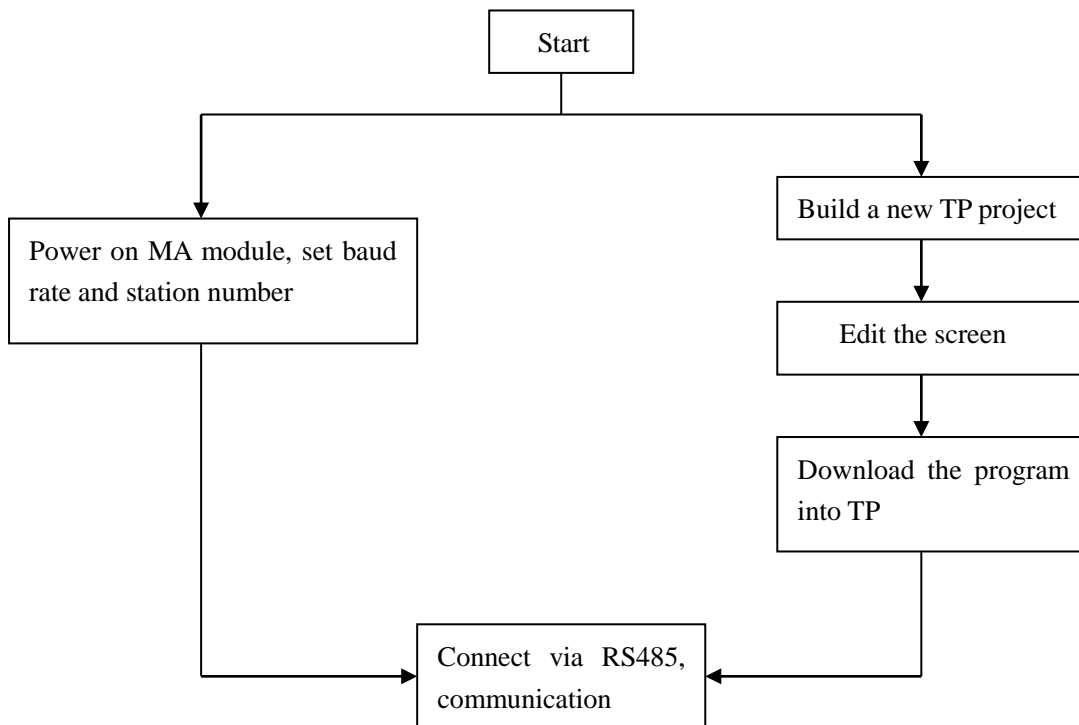 Start
Power on MA module, set baud
rate and station number
Build a new TP project
Edit the screen
Download the program
into TP
Connect via RS485,
communication